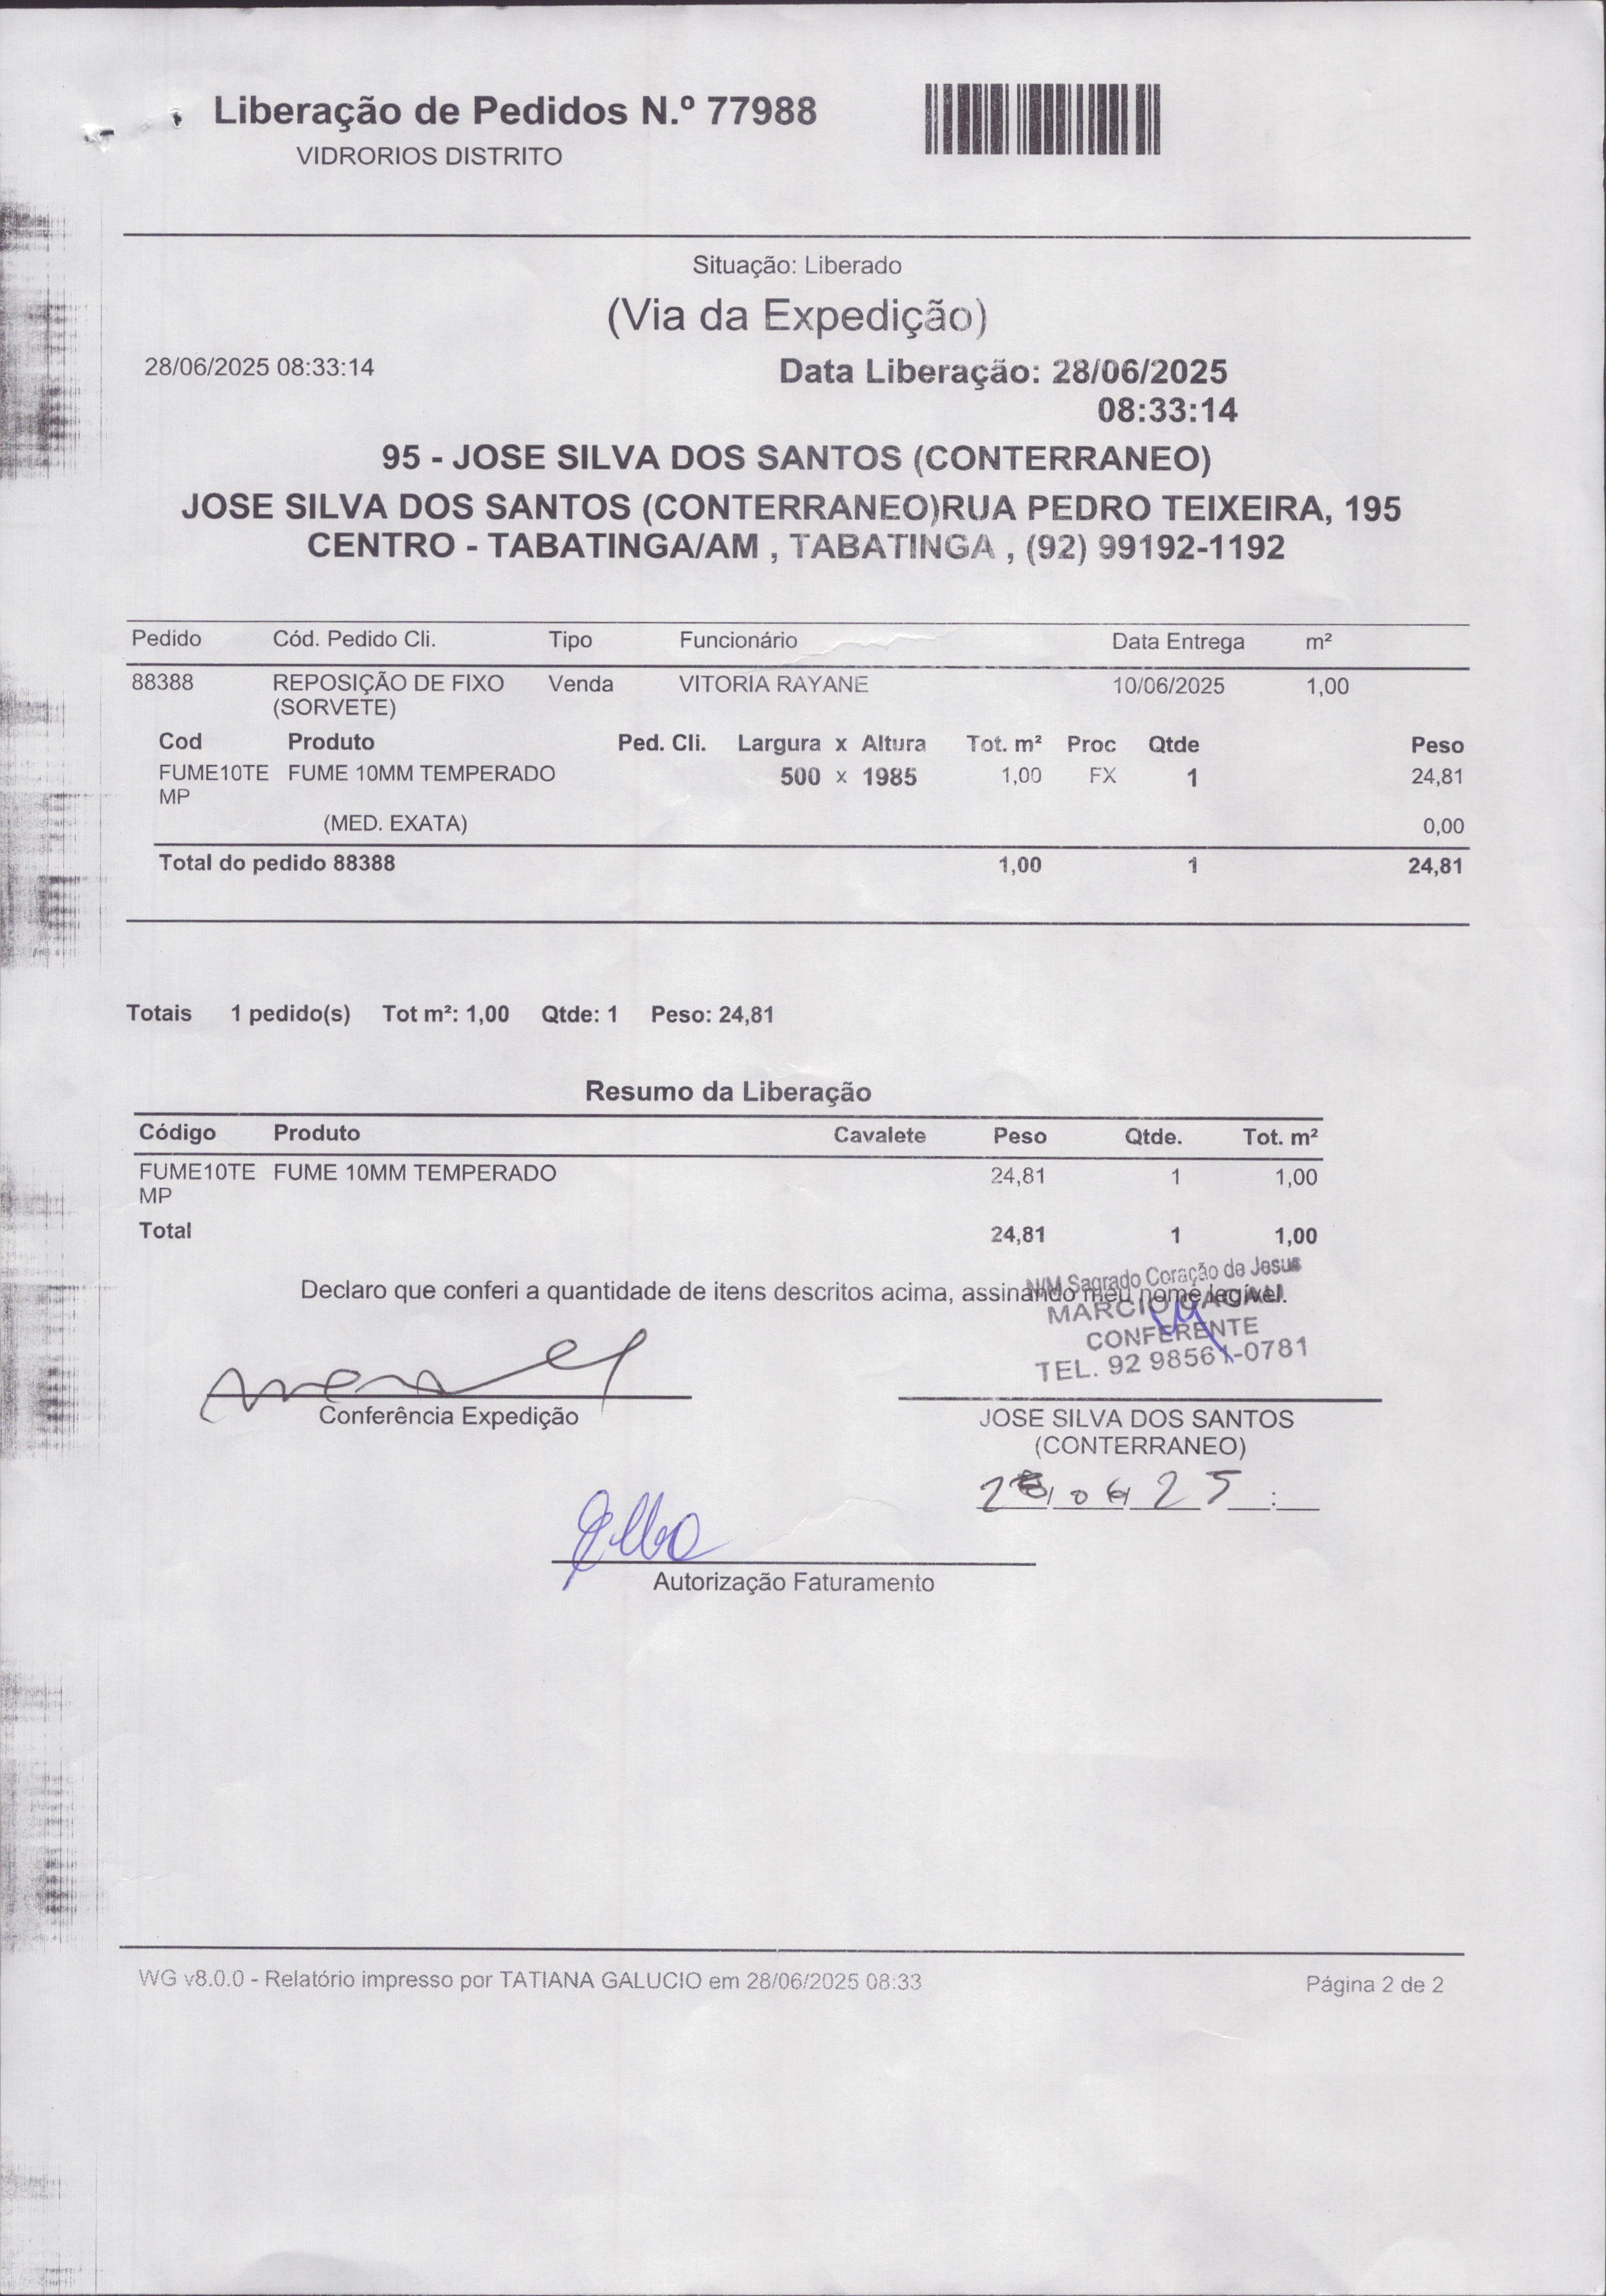 Liberação de Pedidos N.º 77988
VIDRORIOS DISTRITO
Situação: Liberado
(Via da Expedição)
28/06/2025 08:33:14
Data Liberação: 28/06/2025
08:33:14
95 - JOSE SILVA DOS SANTOS (CONTERRANEO)
JOSE SILVA DOS SANTOS (CONTERRANEO)RUA PEDRO TEIXEIRA, 195
CENTRO - TABATINGA/AM , TABATINGA , (92) 99192-1192
Pedido Cód. Pedido Cli. Tipo Funcionário Data Entrega m²
88388 REPOSIÇÃO DE FIXO Venda VITORIA RAYANE 10/06/2025 1,00
(SORVETE)
Cod Produto Ped. Cli. Largura x Altura Tot. m² Proc Qtde Peso
FUME10TE FUME 10MM TEMPERADO 500 x 1985 1,00 FX 1 24,81
MP
(MED. EXATA) 0,00
Total do pedido 88388 1,00 1 24,81
Totais 1 pedido(s) Tot m²: 1,00 Qtde: 1 Peso: 24,81
Resumo da Liberação
Código Produto Cavalete Peso Qtde. Tot. m²
FUME10TE FUME 10MM TEMPERADO 24,81 1 1,00
MP
Total 24,81 1 1,00
Declaro que conferi a quantidade de itens descritos acima, assinando meu nome legível.
N/M Sagrado Coração de Jesus
MARCIO
CONFERENTE
TEL. 92 98561-0781
Conferência Expedição
JOSE SILVA DOS SANTOS
(CONTERRANEO)
28/06/25 :
Autorização Faturamento
WG v8.0.0 - Relatório impresso por TATIANA GALUCIO em 28/06/2025 08:33
Página 2 de 2